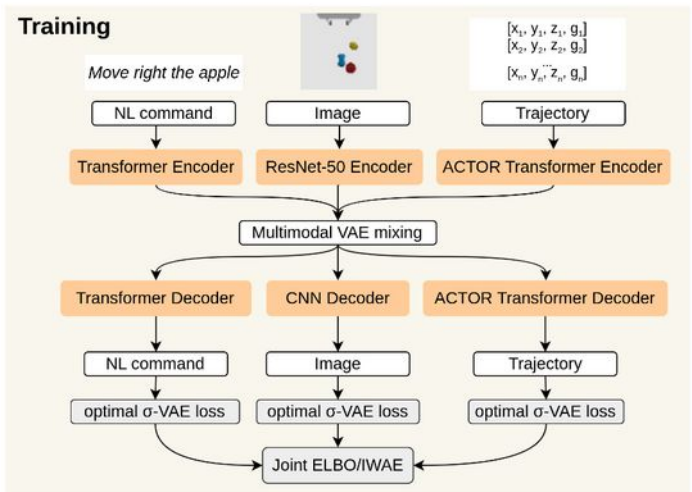 Training
Move right the apple
[x₁, y₁, z₁, g₁]
[x₂, y₂, z₂, g₂]
...
[xₙ, yₙ, zₙ, gₙ]
NL command
Image
Trajectory
Transformer Encoder
ResNet-50 Encoder
ACTOR Transformer Encoder
Multimodal VAE mixing
Transformer Decoder
CNN Decoder
ACTOR Transformer Decoder
NL command
Image
Trajectory
optimal σ-VAE loss
optimal σ-VAE loss
optimal σ-VAE loss
Joint ELBO/IWAE